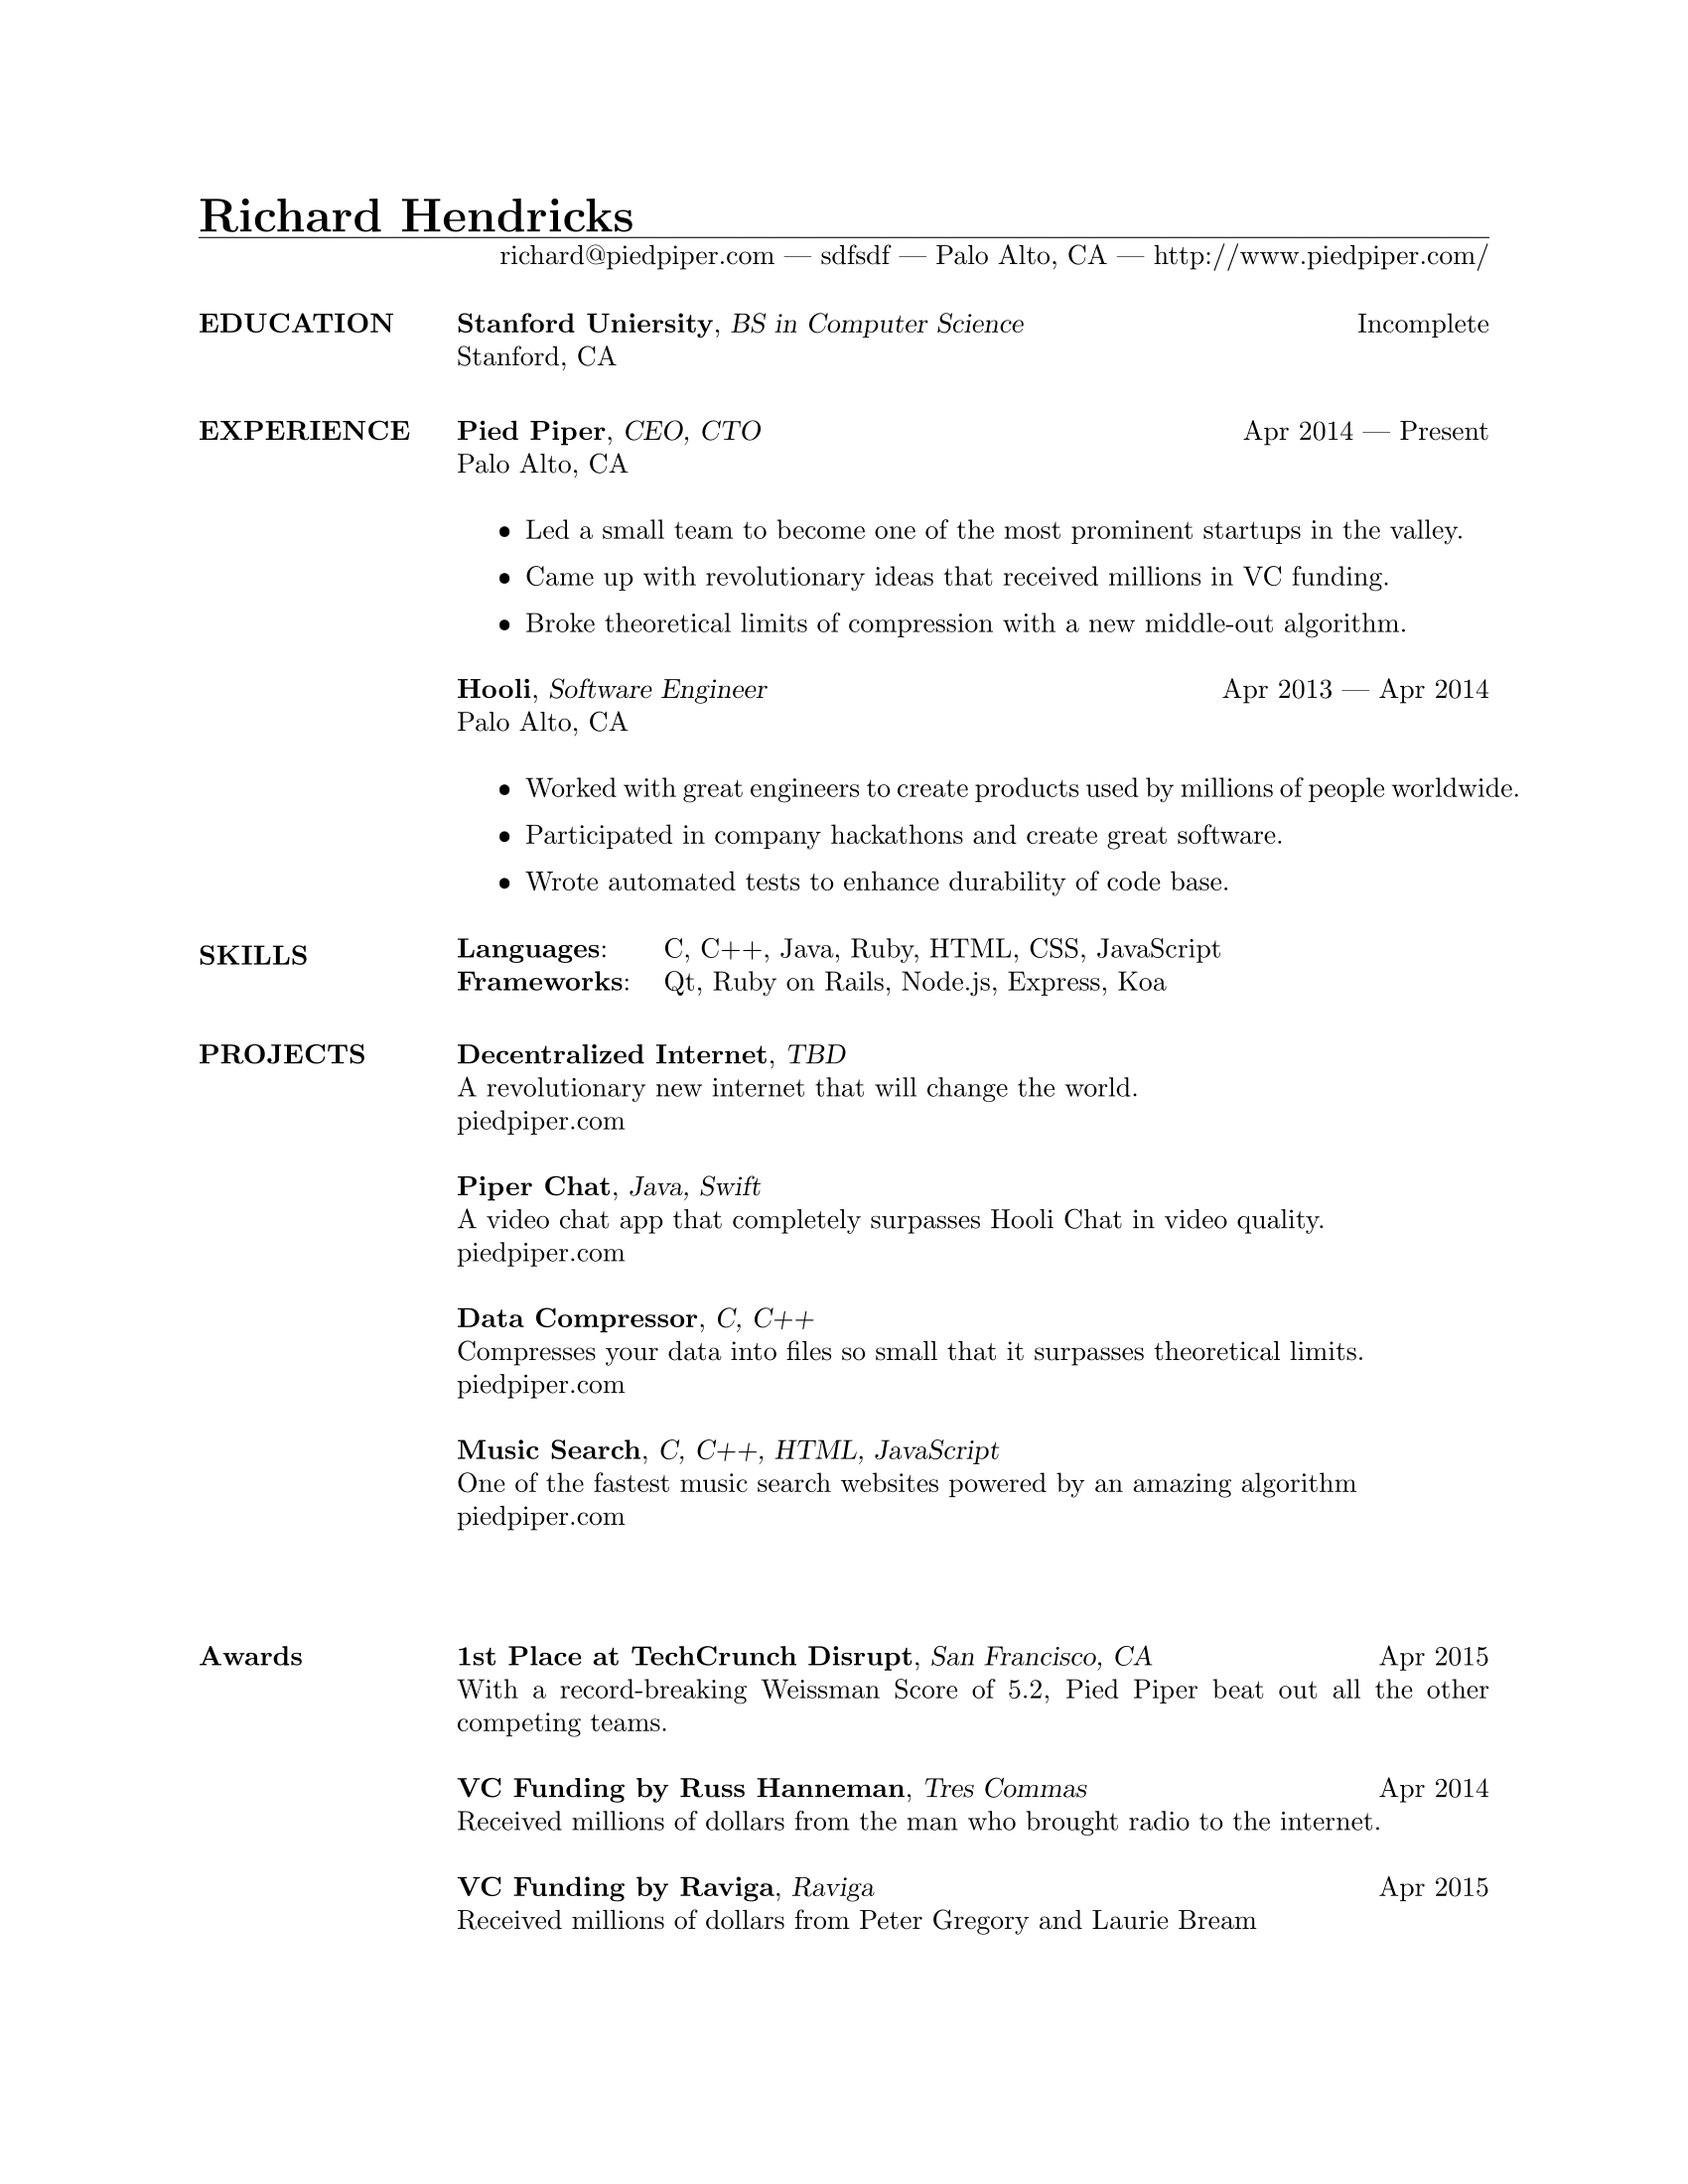 Richard Hendricks
richard@piedpiper.com — sdfsdf — Palo Alto, CA — http://www.piedpiper.com/
EDUCATION Stanford Uniersity, BS in Computer Science Incomplete
Stanford, CA
EXPERIENCE Pied Piper, CEO, CTO Apr 2014 — Present
Palo Alto, CA
• Led a small team to become one of the most prominent startups in the valley.
• Came up with revolutionary ideas that received millions in VC funding.
• Broke theoretical limits of compression with a new middle-out algorithm.
Hooli, Software Engineer Apr 2013 — Apr 2014
Palo Alto, CA
• Worked with great engineers to create products used by millions of people worldwide.
• Participated in company hackathons and create great software.
• Wrote automated tests to enhance durability of code base.
SKILLS Languages: C, C++, Java, Ruby, HTML, CSS, JavaScript
Frameworks: Qt, Ruby on Rails, Node.js, Express, Koa
PROJECTS Decentralized Internet, TBD
A revolutionary new internet that will change the world.
piedpiper.com
Piper Chat, Java, Swift
A video chat app that completely surpasses Hooli Chat in video quality.
piedpiper.com
Data Compressor, C, C++
Compresses your data into files so small that it surpasses theoretical limits.
piedpiper.com
Music Search, C, C++, HTML, JavaScript
One of the fastest music search websites powered by an amazing algorithm
piedpiper.com
Awards 1st Place at TechCrunch Disrupt, San Francisco, CA Apr 2015
With a record-breaking Weissman Score of 5.2, Pied Piper beat out all the other
competing teams.
VC Funding by Russ Hanneman, Tres Commas Apr 2014
Received millions of dollars from the man who brought radio to the internet.
VC Funding by Raviga, Raviga Apr 2015
Received millions of dollars from Peter Gregory and Laurie Bream